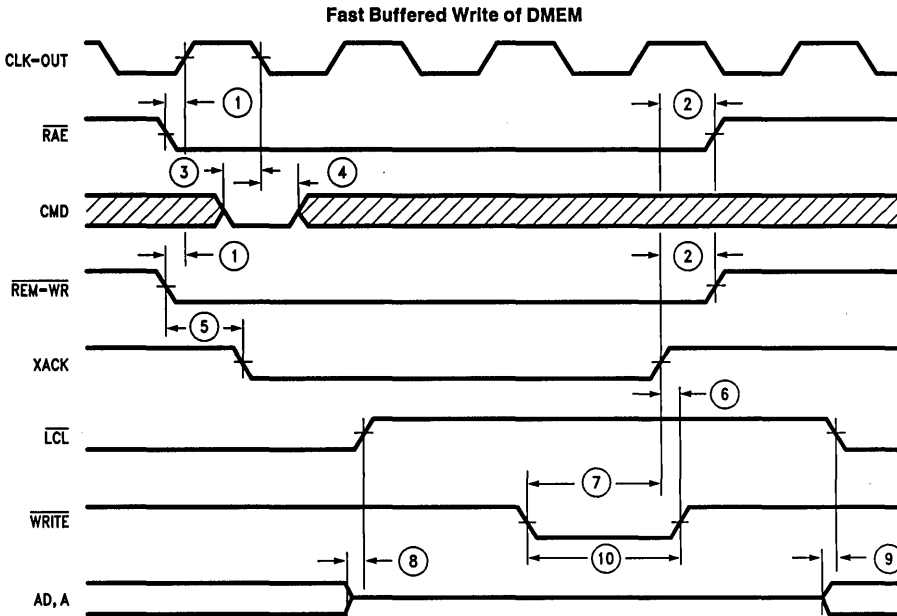 Fast Buffered Write of DMEM
CLK-OUT
1
2
RAE
3
4
CMD
1
2
REM-WR
5
XACK
6
LCL
7
WRITE
8
10
9
AD, A